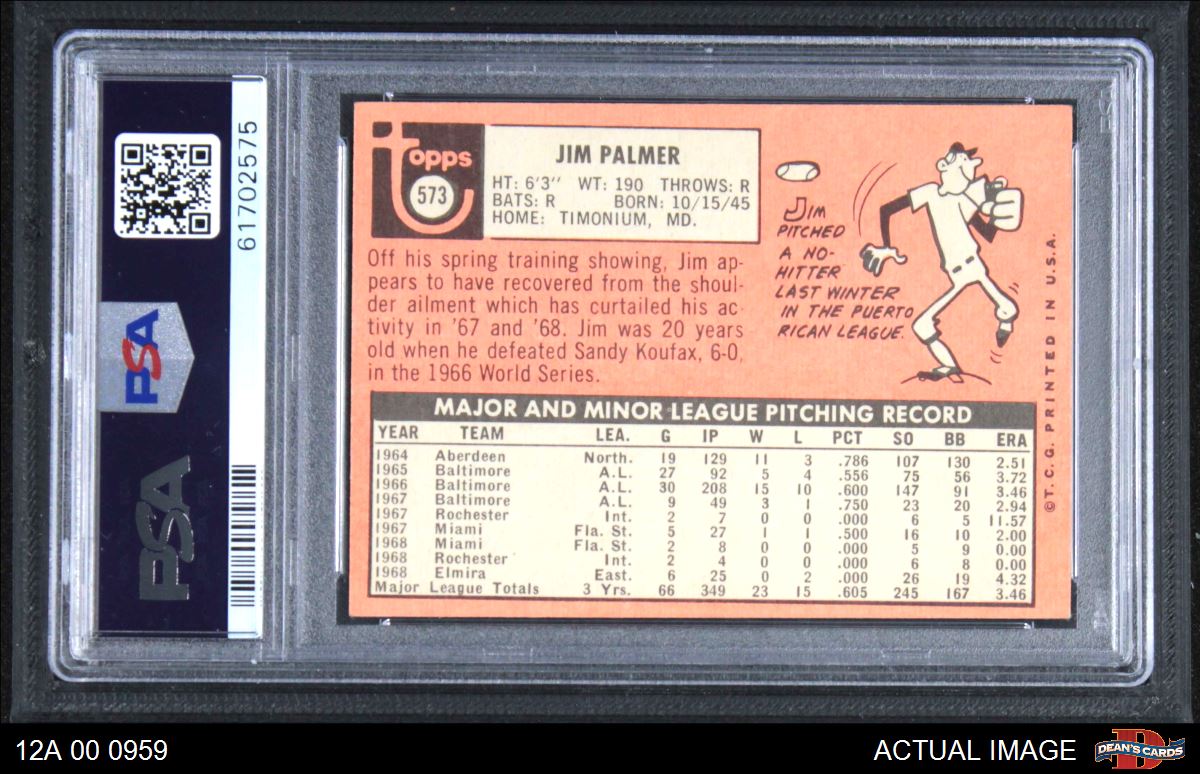 PSA
PSA
61702575
topps
573
JIM PALMER
HT: 6'3" WT: 190 THROWS: R
BATS: R BORN: 10/15/45
HOME: TIMONIUM, MD.
Off his spring training showing, Jim ap-
pears to have recovered from the shoul-
der ailment which has curtailed his ac-
tivity in '67 and '68. Jim was 20 years
old when he defeated Sandy Koufax, 6-0,
in the 1966 World Series.
JIM
PITCHED
A NO-
HITTER
LAST WINTER
IN THE PUERTO
RICAN LEAGUE.
MAJOR AND MINOR LEAGUE PITCHING RECORD
YEAR TEAM LEA. G IP W L PCT SO BB ERA
1964 Aberdeen North. 19 129 11 3 .786 107 130 2.51
1965 Baltimore A.L. 27 92 5 4 .556 75 56 3.72
1966 Baltimore A.L. 30 208 15 10 .600 147 91 3.46
1967 Baltimore A.L. 9 49 3 1 .750 23 20 2.94
1967 Rochester Int. 2 7 0 0 .000 6 5 11.57
1967 Miami Fla. St. 5 27 1 1 .500 16 10 2.00
1968 Miami Fla. St. 2 8 0 0 .000 5 9 0.00
1968 Rochester Int. 2 4 0 0 .000 6 8 0.00
1968 Elmira East. 6 25 0 2 .000 26 19 4.32
Major League Totals 3 Yrs. 66 349 23 15 .605 245 167 3.46
©T.C.G. PRINTED IN U.S.A.
12A 00 0959
ACTUAL IMAGE
DEAN'S CARDS